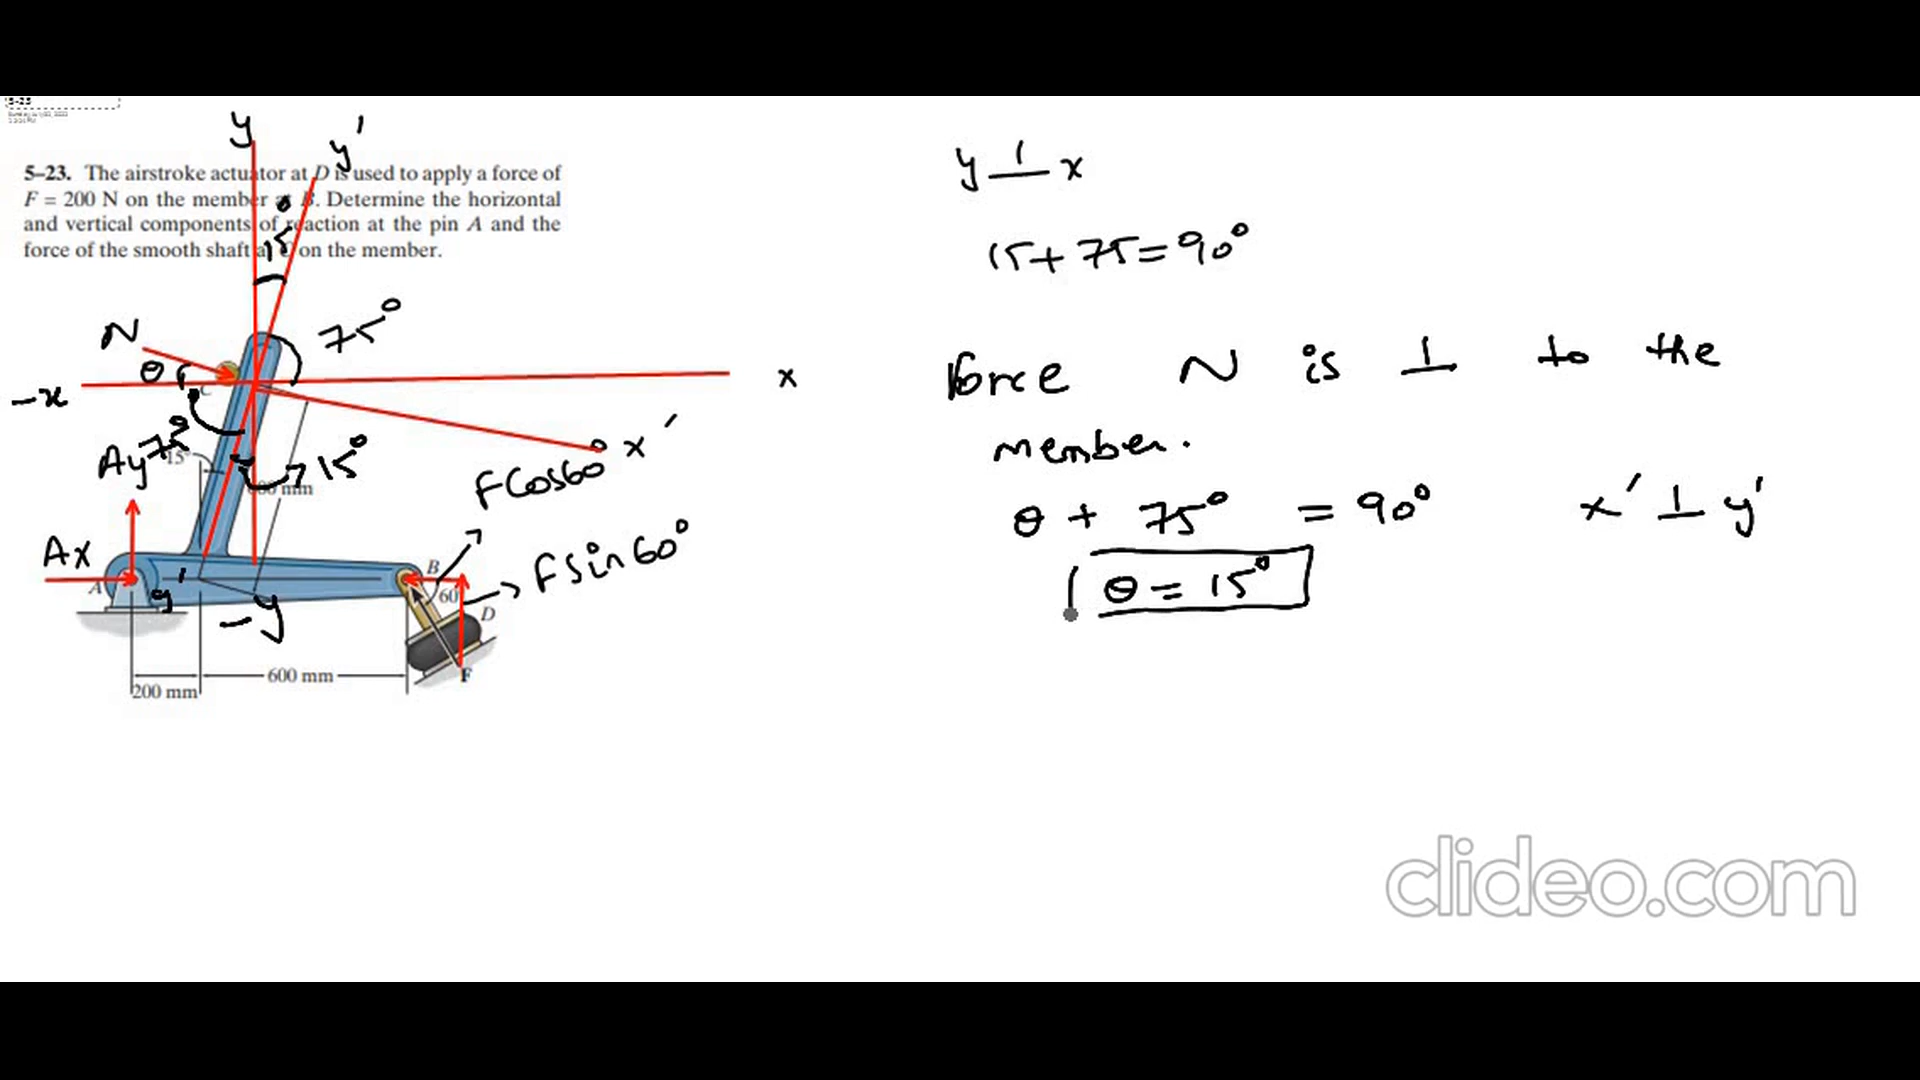 5-23
y
y'
5–23. The airstroke actuator at D is used to apply a force of
F = 200 N on the member B. Determine the horizontal
and vertical components of reaction at the pin A and the
force of the smooth shaft a on the member.
15°
75°
N
θ
-x
x
x'
C
Ay
75°
15°
15°
mm
Fcos60°
Ax
Fsin60°
A
y'
-y
B
60
D
F
200 mm
600 mm
y ⊥ x
15+75=90°
Force N is ⊥ to the
member.
θ + 75° = 90° x' ⊥ y'
θ = 15°
clideo.com